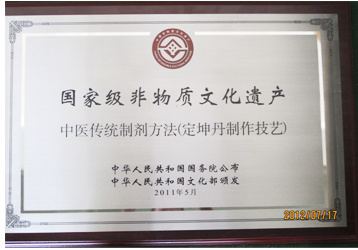 国家级非物质文化遗产
中医传统制剂方法(定坤丹制作技艺)
中华人民共和国国务院公布
中华人民共和国文化部颁发
2011年5月
2012/07/17